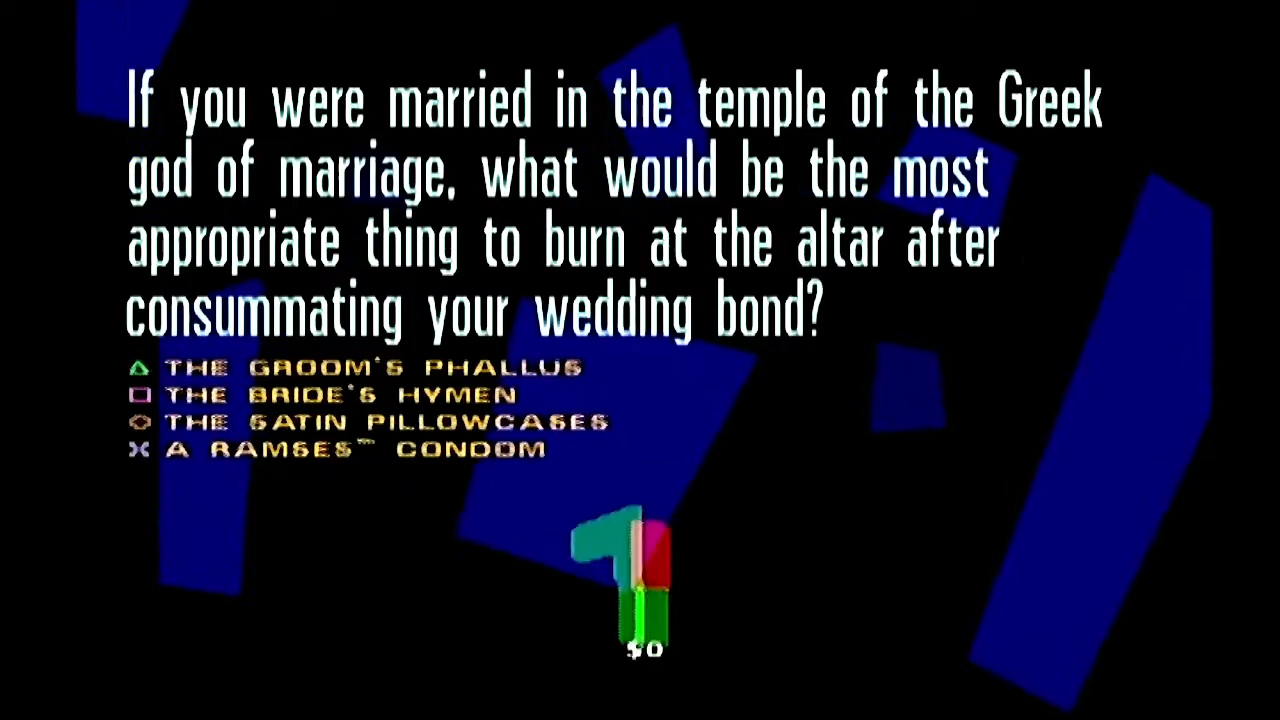 If you were married in the temple of the Greek
god of marriage, what would be the most
appropriate thing to burn at the altar after
consummating your wedding bond?
THE GROOM'S PHALLUS
THE BRIDE'S HYMEN
THE SATIN PILLOWCASES
A RAMSES™ CONDOM
1
$0